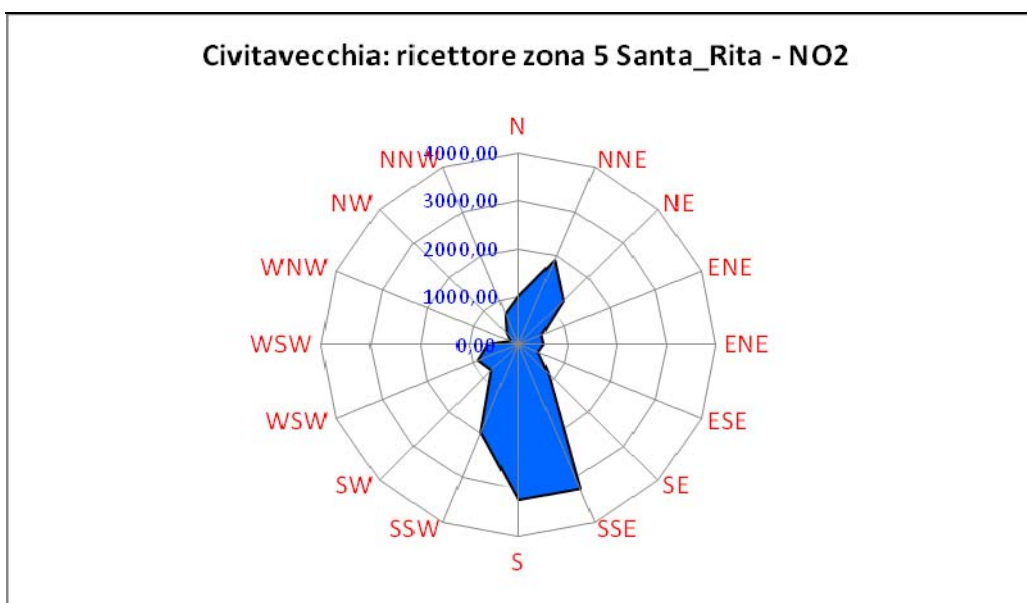 Civitavecchia: ricettore zona 5 Santa_Rita - NO2
N
NNW
4000,00
NNE
NW
3000,00
NE
WNW
2000,00
ENE
1000,00
WSW
0,00
ENE
WSW
ESE
SW
SE
SSW
SSE
S